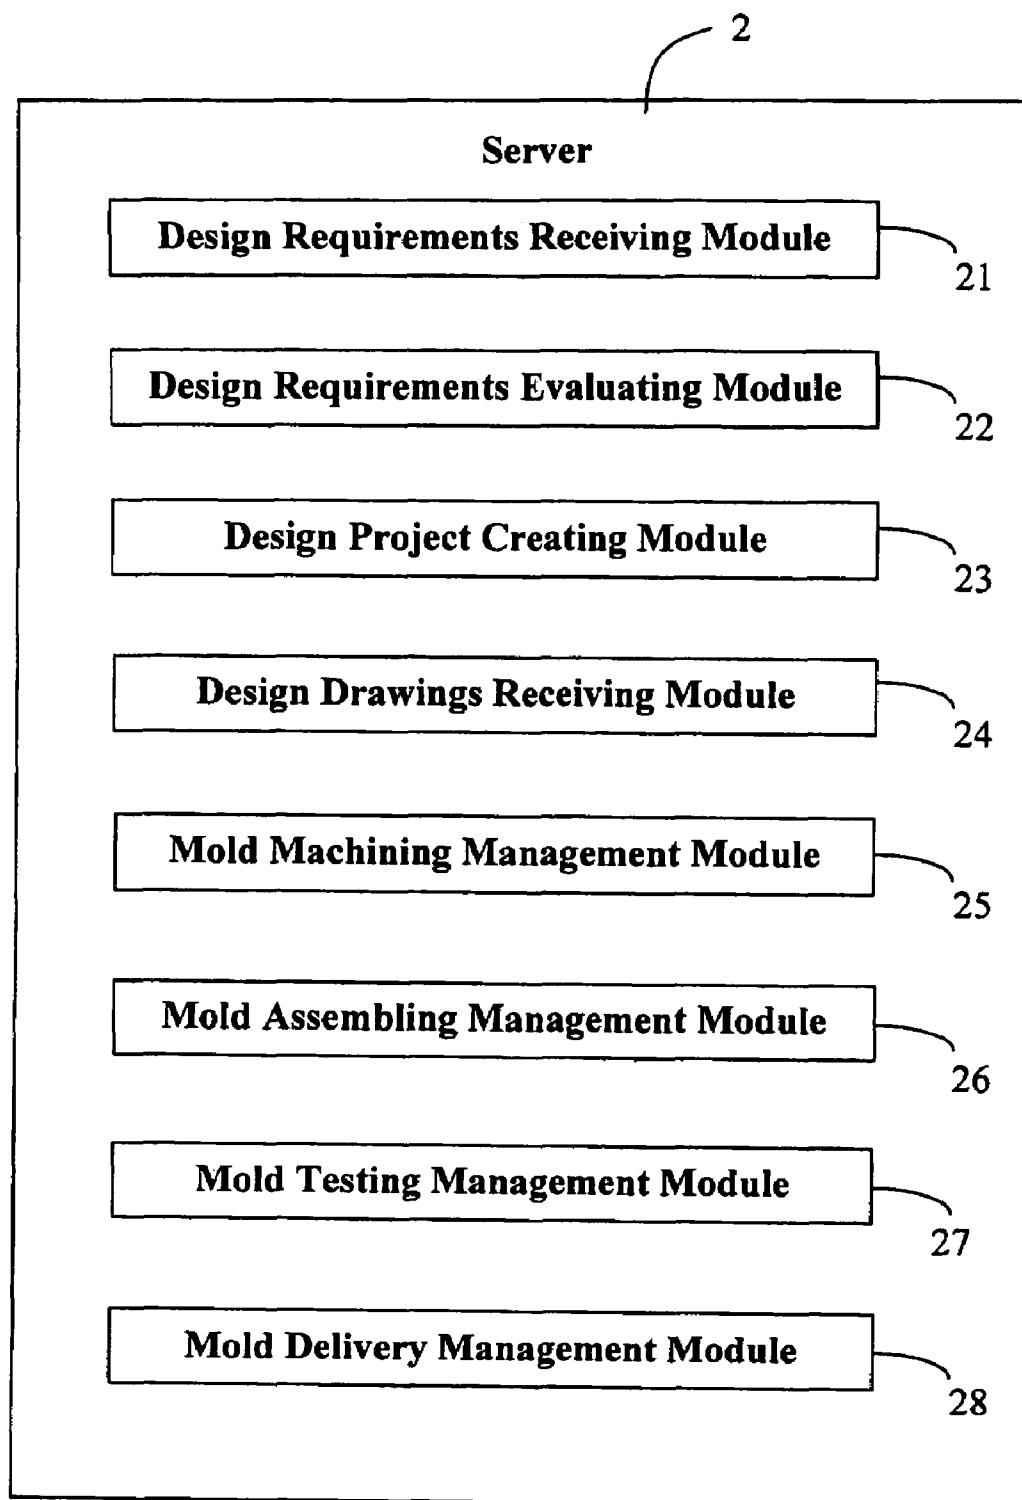 2
Server
Design Requirements Receiving Module
21
Design Requirements Evaluating Module
22
Design Project Creating Module
23
Design Drawings Receiving Module
24
Mold Machining Management Module
25
Mold Assembling Management Module
26
Mold Testing Management Module
27
Mold Delivery Management Module
28